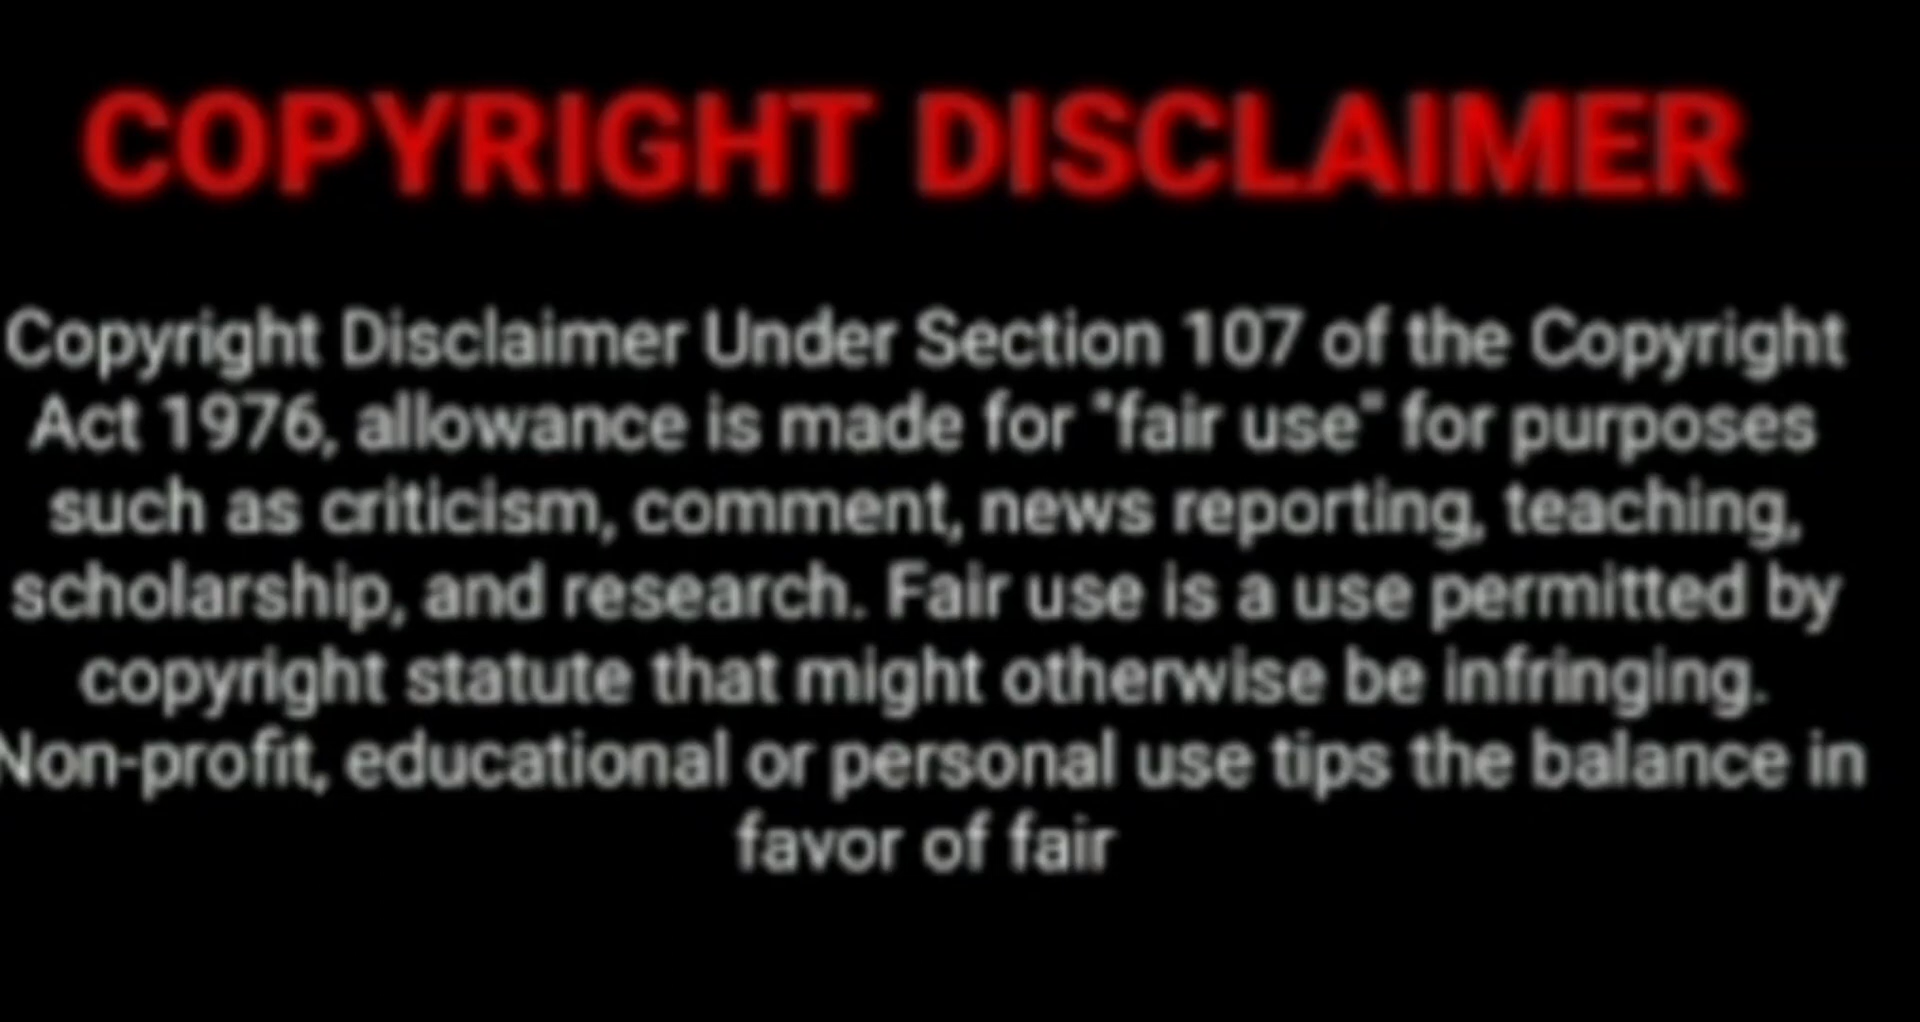 COPYRIGHT DISCLAIMER
Copyright Disclaimer Under Section 107 of the Copyright
Act 1976, allowance is made for "fair use" for purposes
such as criticism, comment, news reporting, teaching,
scholarship, and research. Fair use is a use permitted by
copyright statute that might otherwise be infringing.
Non-profit, educational or personal use tips the balance in
favor of fair